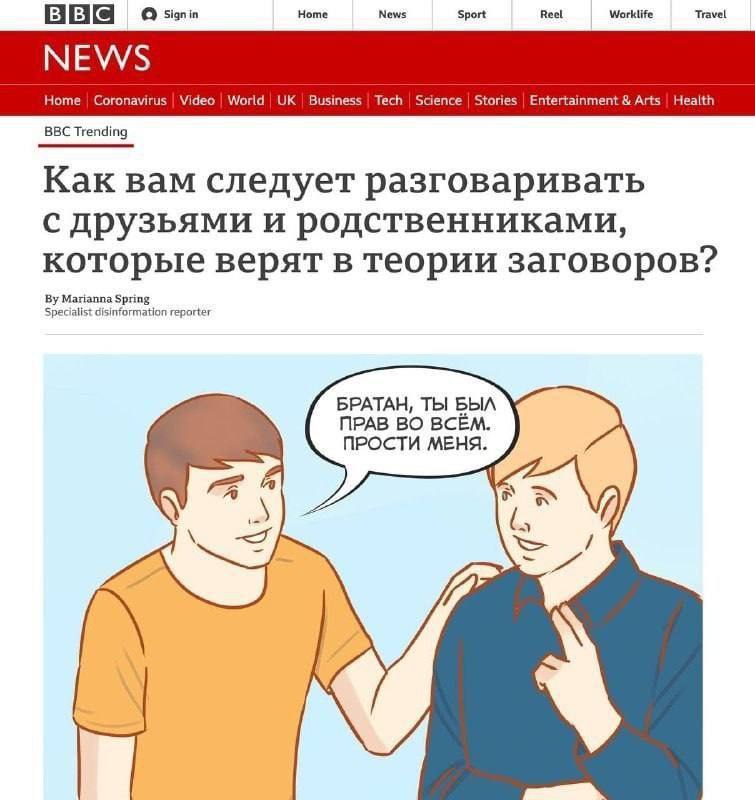 BBC Sign in Home News Sport Reel Worklife Travel
NEWS
Home Coronavirus Video World UK Business Tech Science Stories Entertainment & Arts Health
BBC Trending
Как вам следует разговаривать
с друзьями и родственниками,
которые верят в теории заговоров?
By Marianna Spring
Specialist disinformation reporter
БРАТАН, ТЫ БЫЛ
ПРАВ ВО ВСЁМ.
ПРОСТИ МЕНЯ.